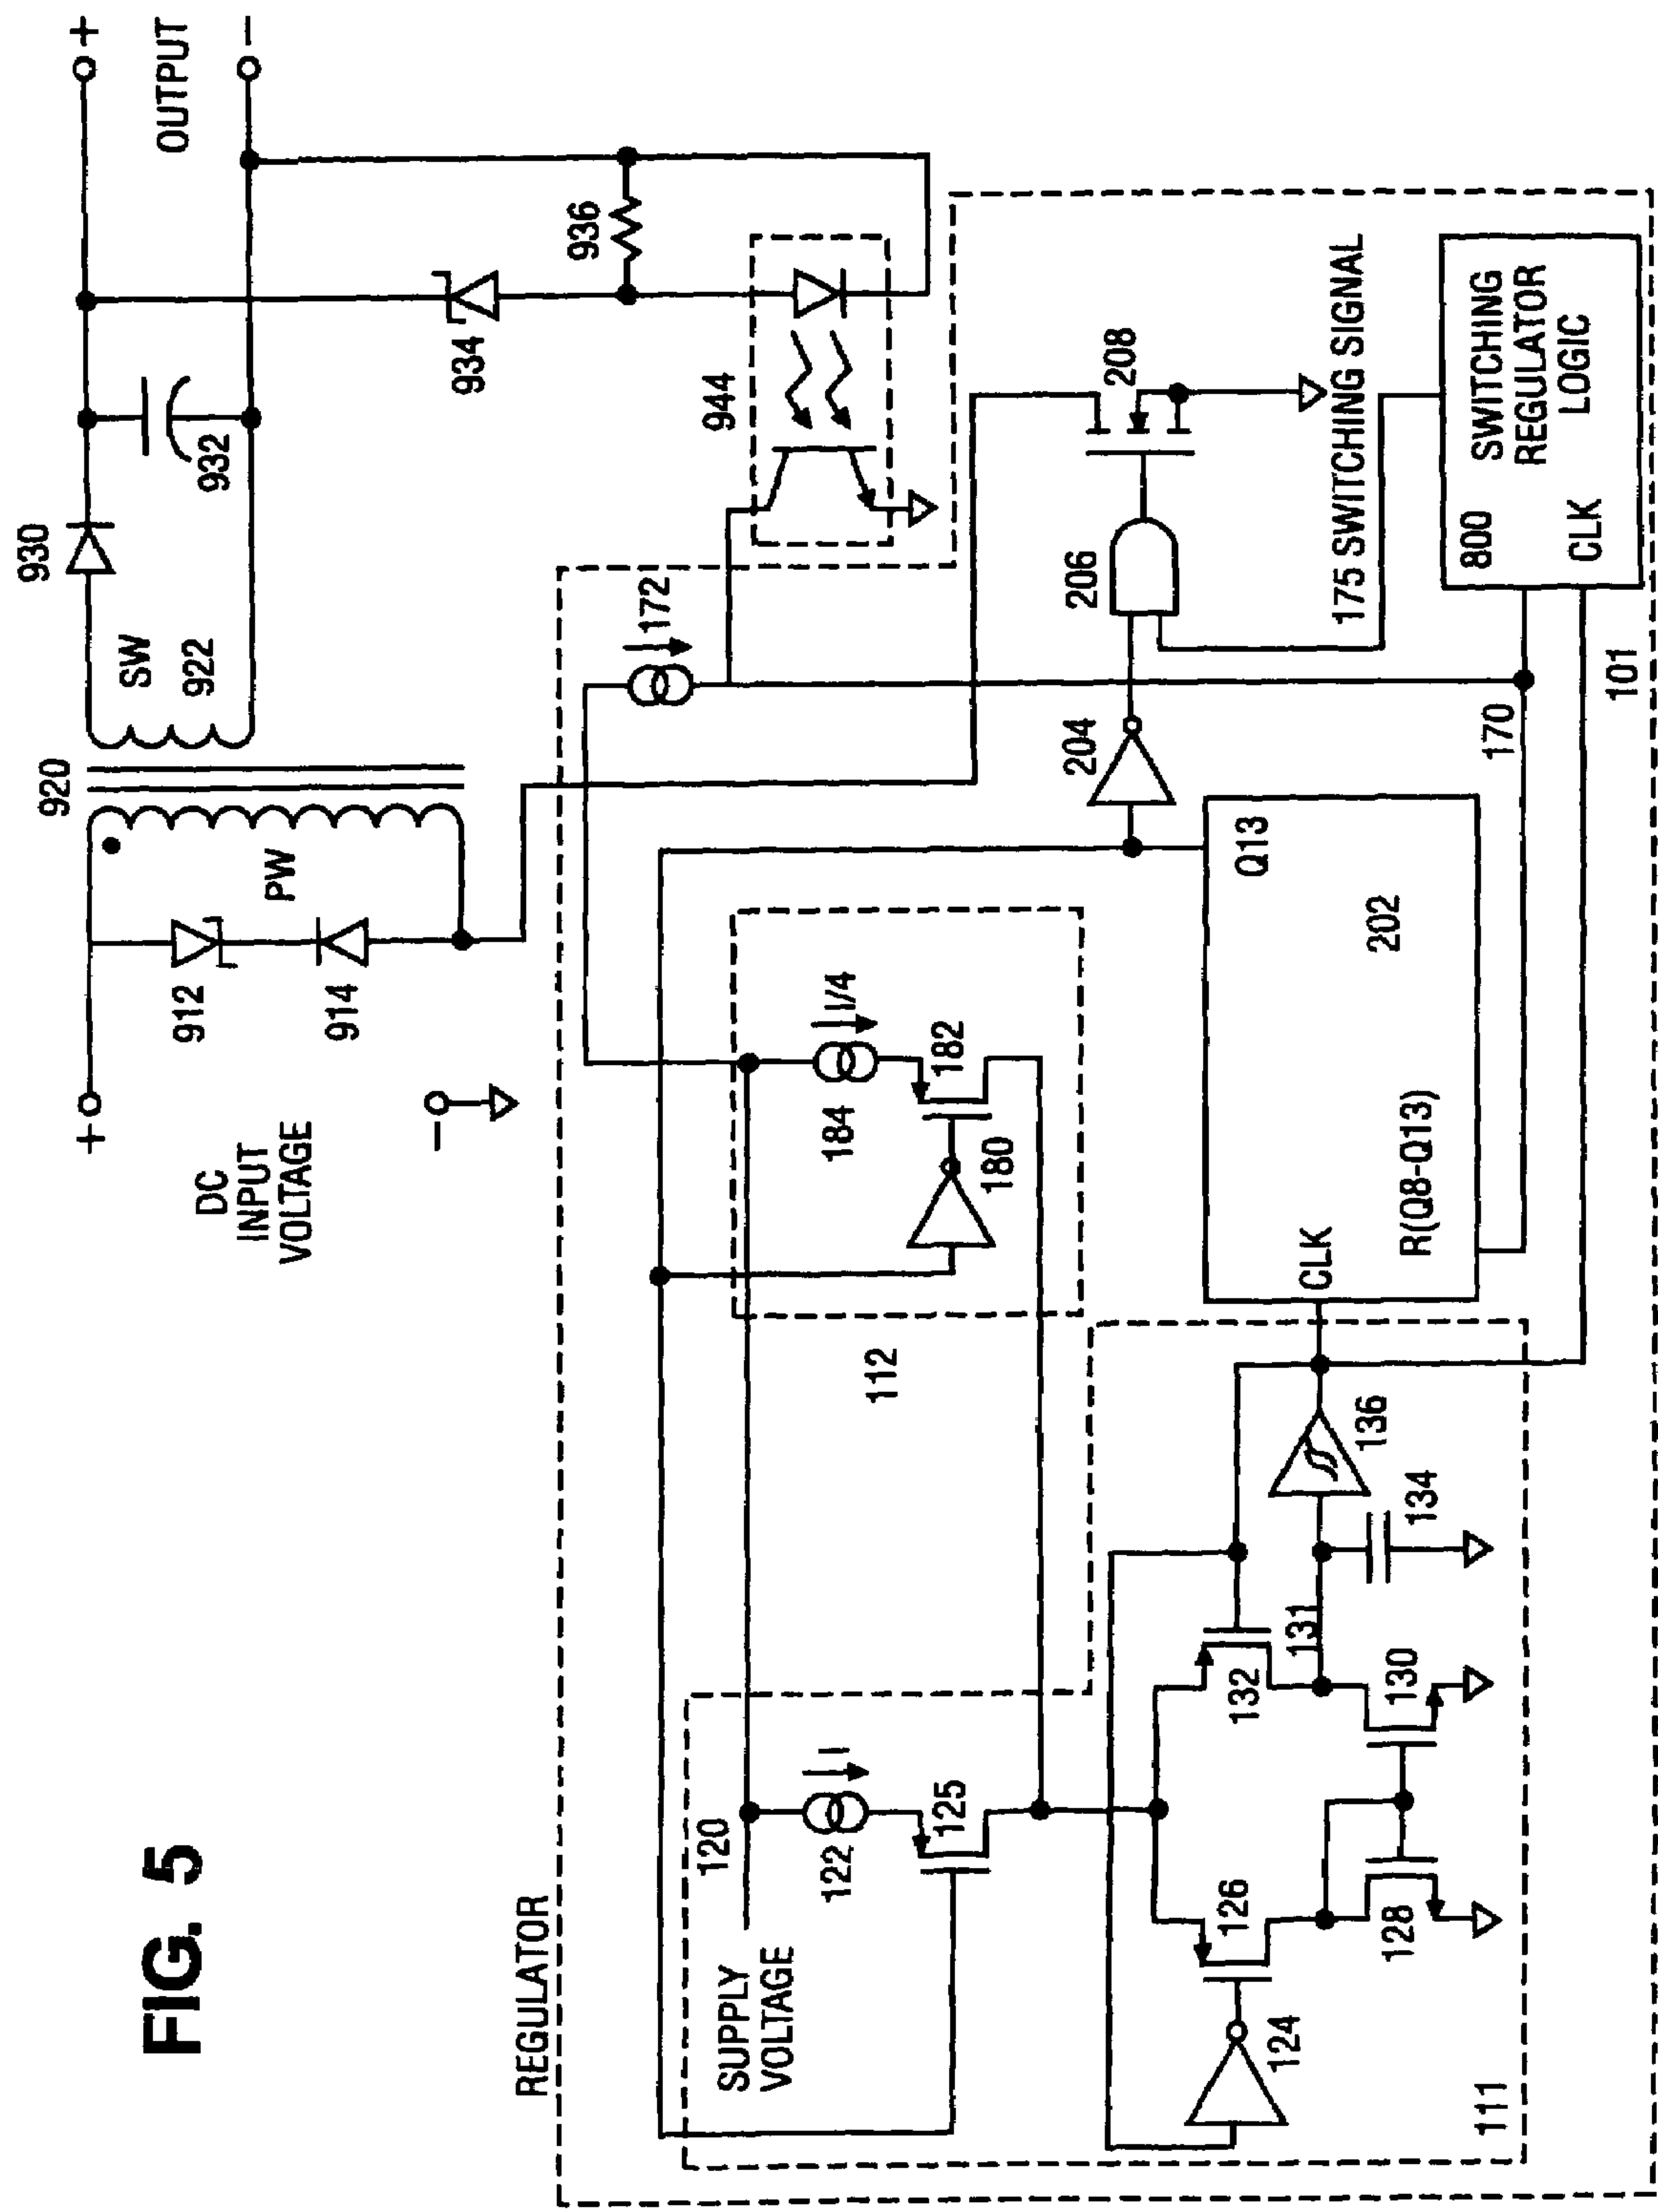 FIG. 5
+
DC
INPUT
VOLTAGE
−
912
914
PW
920
SW
922
930
932
+
OUTPUT
−
934
936
944
REGULATOR
SUPPLY
VOLTAGE
120
122
I
125
112
184
I/4
182
180
172
204
206
208
175 SWITCHING SIGNAL
Q13
202
CLK
R(Q8-Q13)
170
101
800
SWITCHING
REGULATOR
LOGIC
CLK
124
126
128
130
131
132
134
136
111